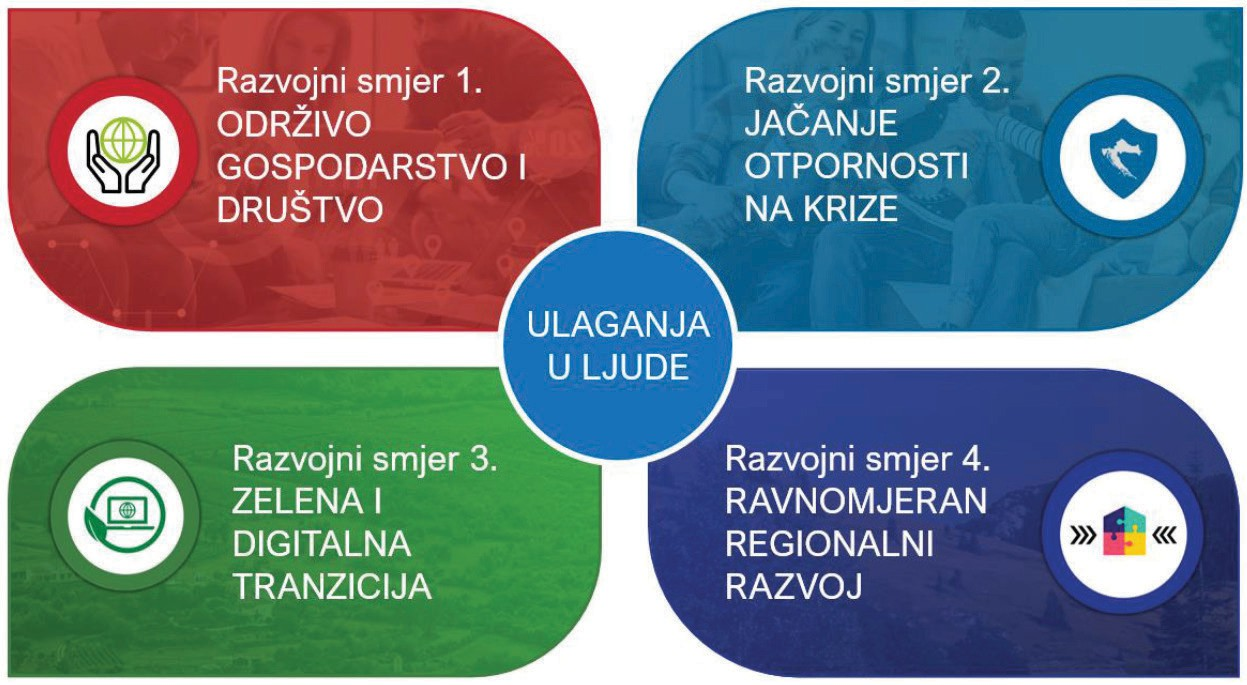 Razvojni smjer 1.
ODRŽIVO
GOSPODARSTVO I
DRUŠTVO
Razvojni smjer 2.
JAČANJE
OTPORNOSTI
NA KRIZE
ULAGANJA
U LJUDE
Razvojni smjer 3.
ZELENA I
DIGITALNA
TRANZICIJA
Razvojni smjer 4.
RAVNOMJERAN
REGIONALNI
RAZVOJ